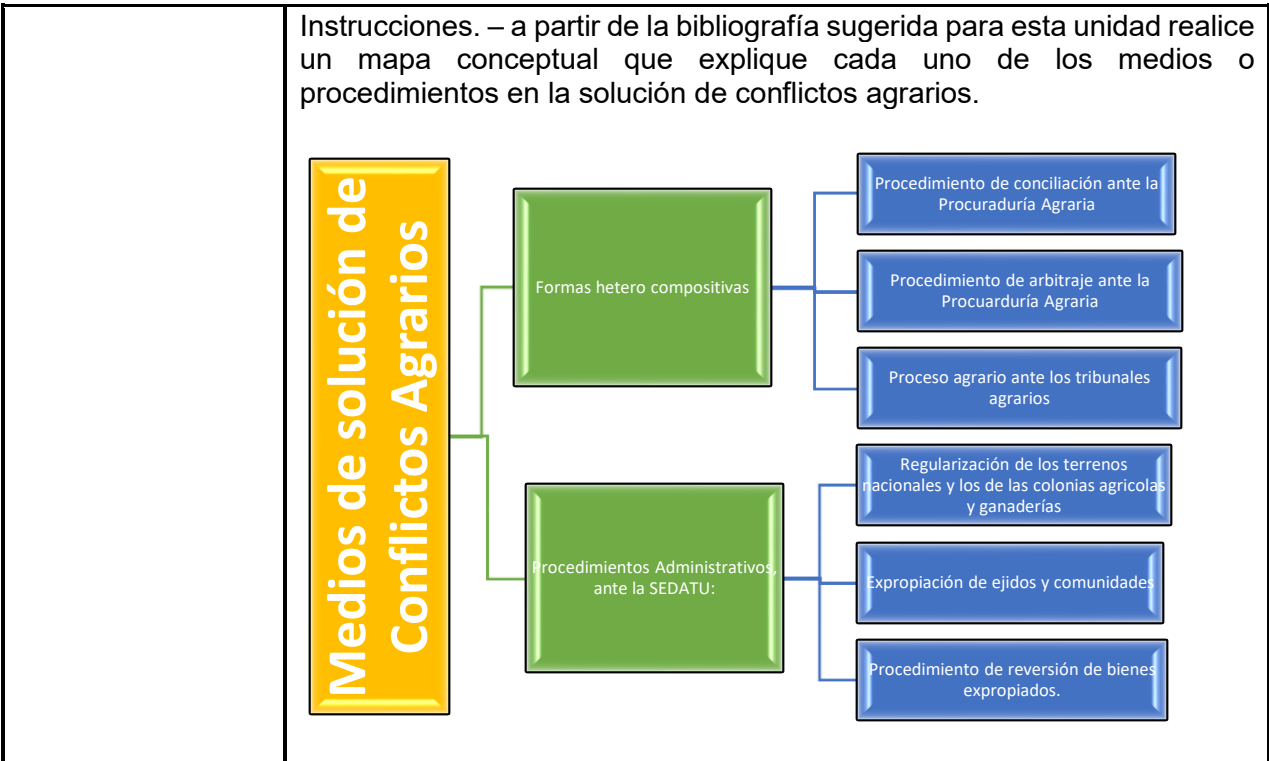 Instrucciones. – a partir de la bibliografía sugerida para esta unidad realice
un mapa conceptual que explique cada uno de los medios o
procedimientos en la solución de conflictos agrarios.
Medios de solución de
Conflictos Agrarios
Formas hetero compositivas
Procedimiento de conciliación ante la
Procuraduría Agraria
Procedimiento de arbitraje ante la
Procuarduría Agraria
Proceso agrario ante los tribunales
agrarios
Procedimientos Administrativos,
ante la SEDATU:
Regularización de los terrenos
nacionales y los de las colonias agricolas
y ganaderías
Expropiación de ejidos y comunidades
Procedimiento de reversión de bienes
expropiados.